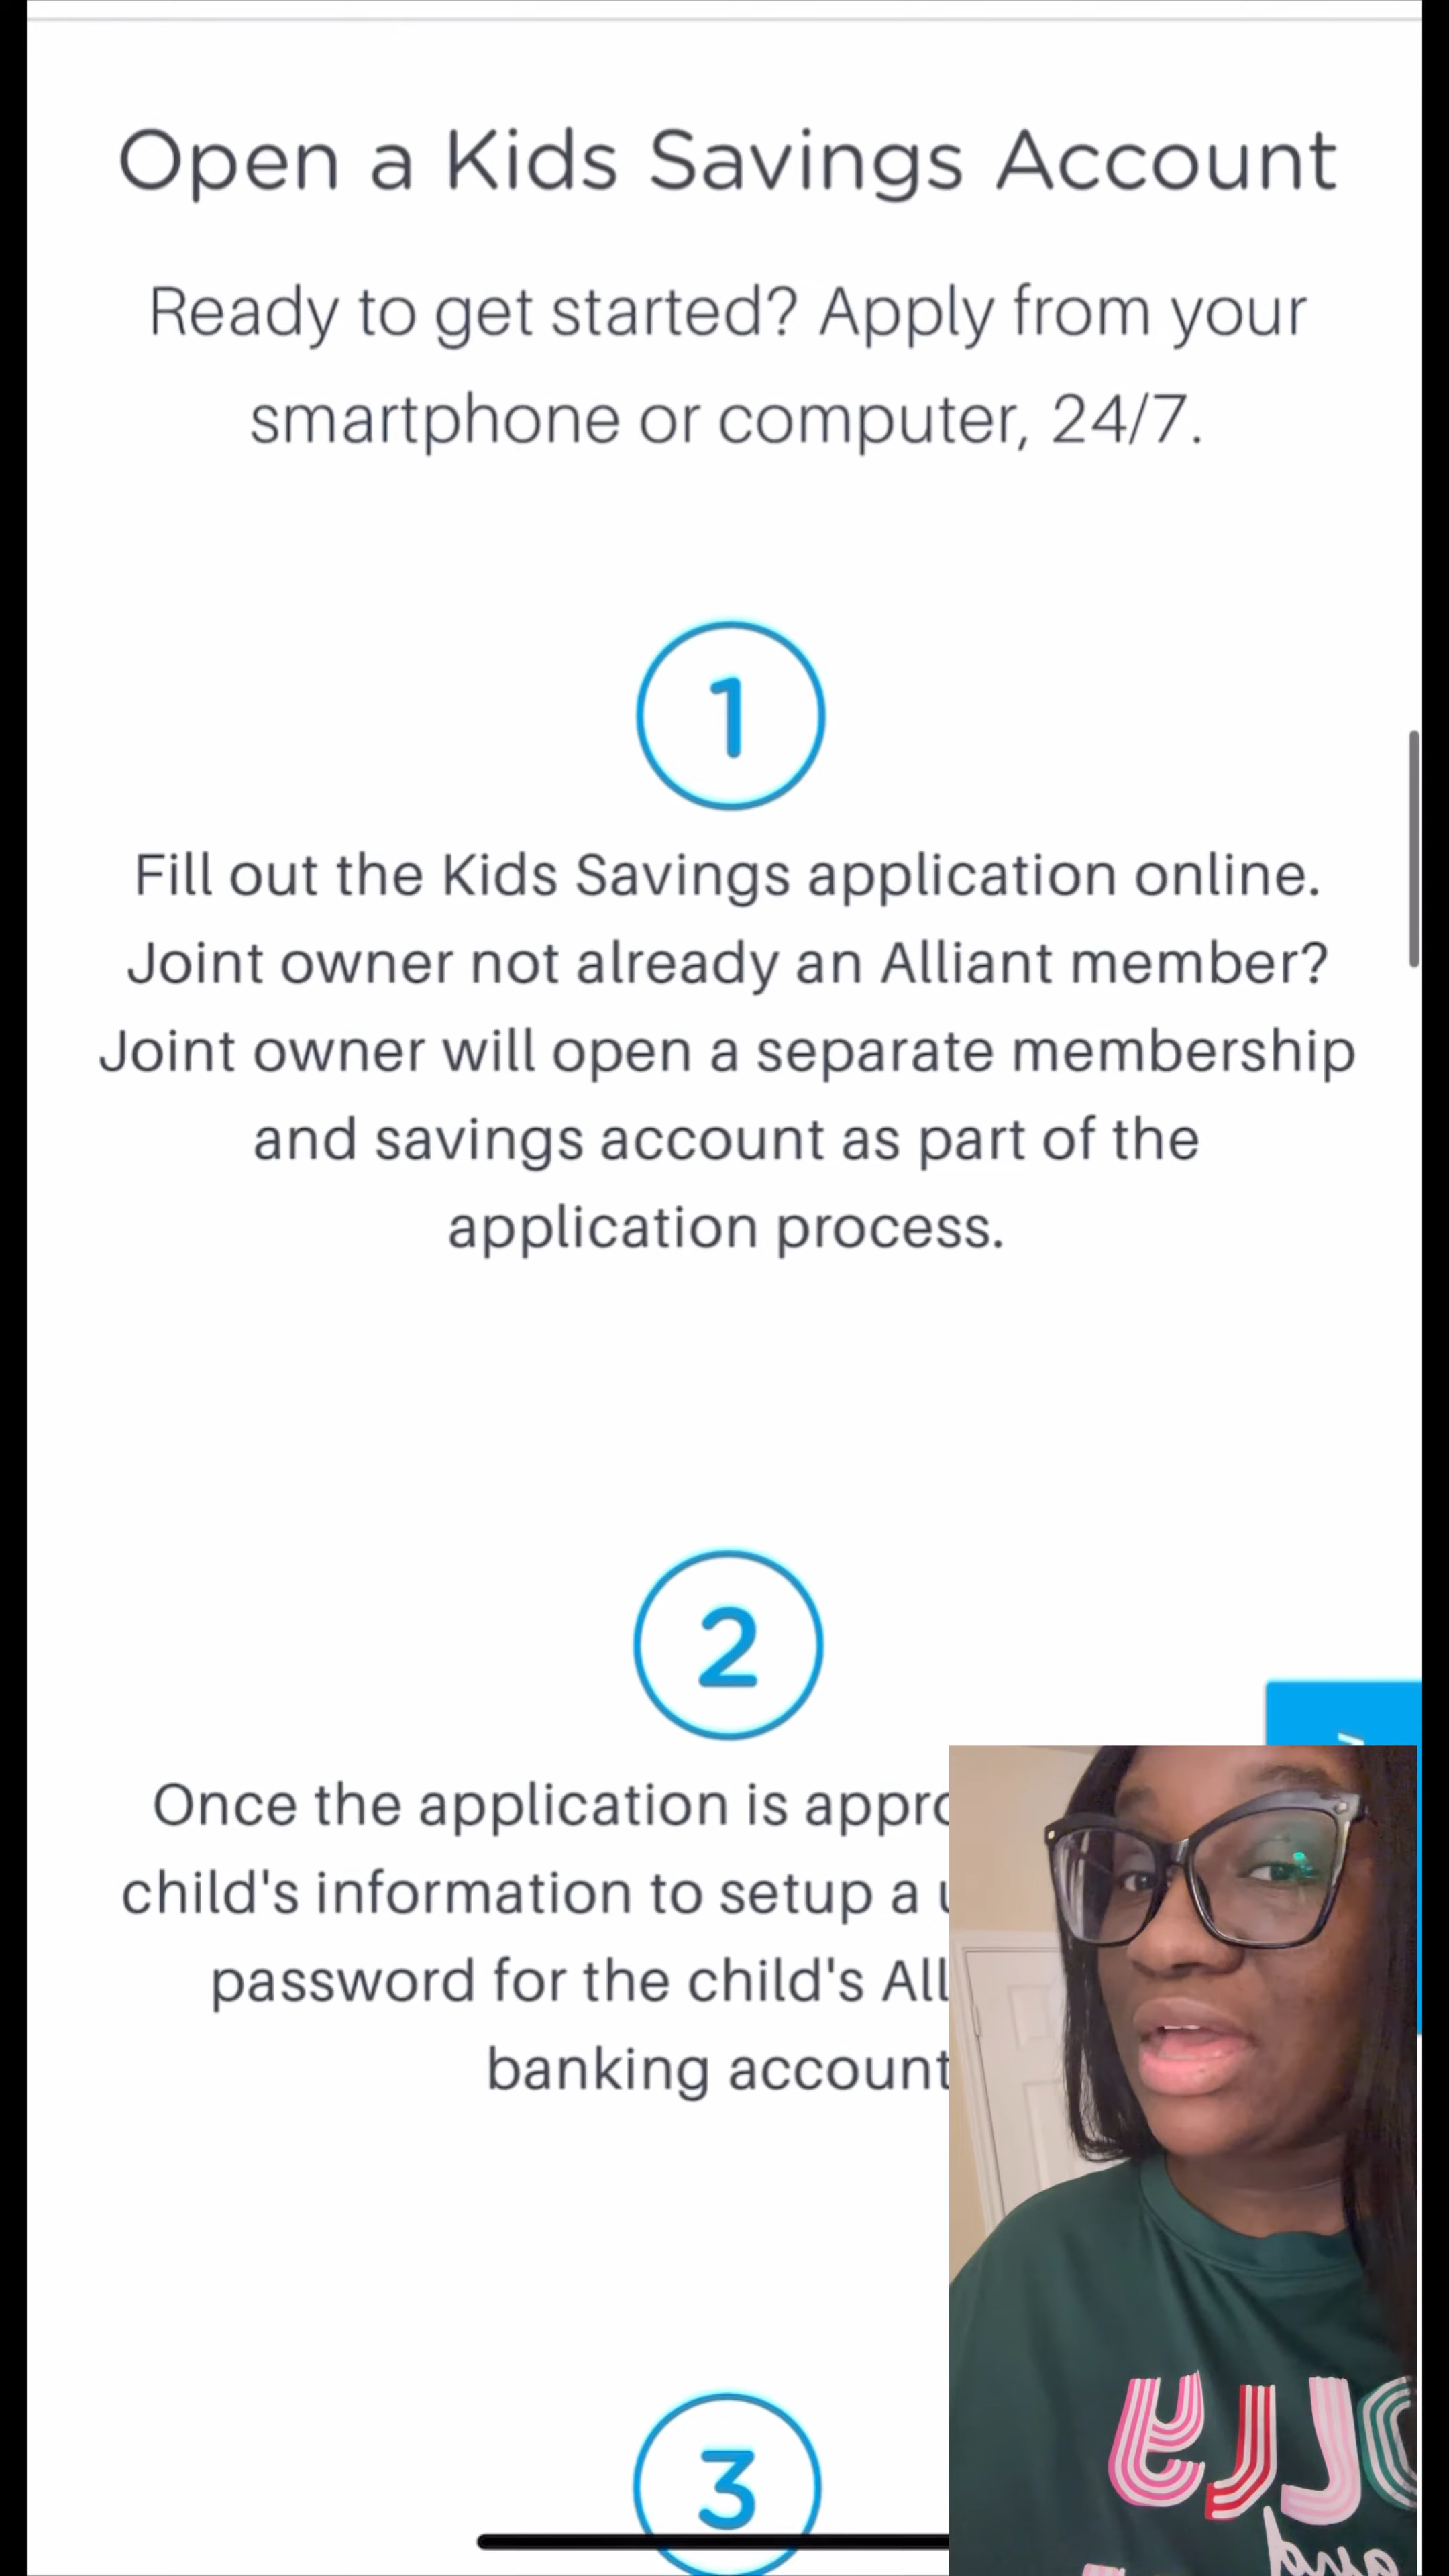 Open a Kids Savings Account
Ready to get started? Apply from your
smartphone or computer, 24/7.
1
Fill out the Kids Savings application online.
Joint owner not already an Alliant member?
Joint owner will open a separate membership
and savings account as part of the
application process.
2
Once the application is
child's information to setup a
password for the child's
banking account
3
and